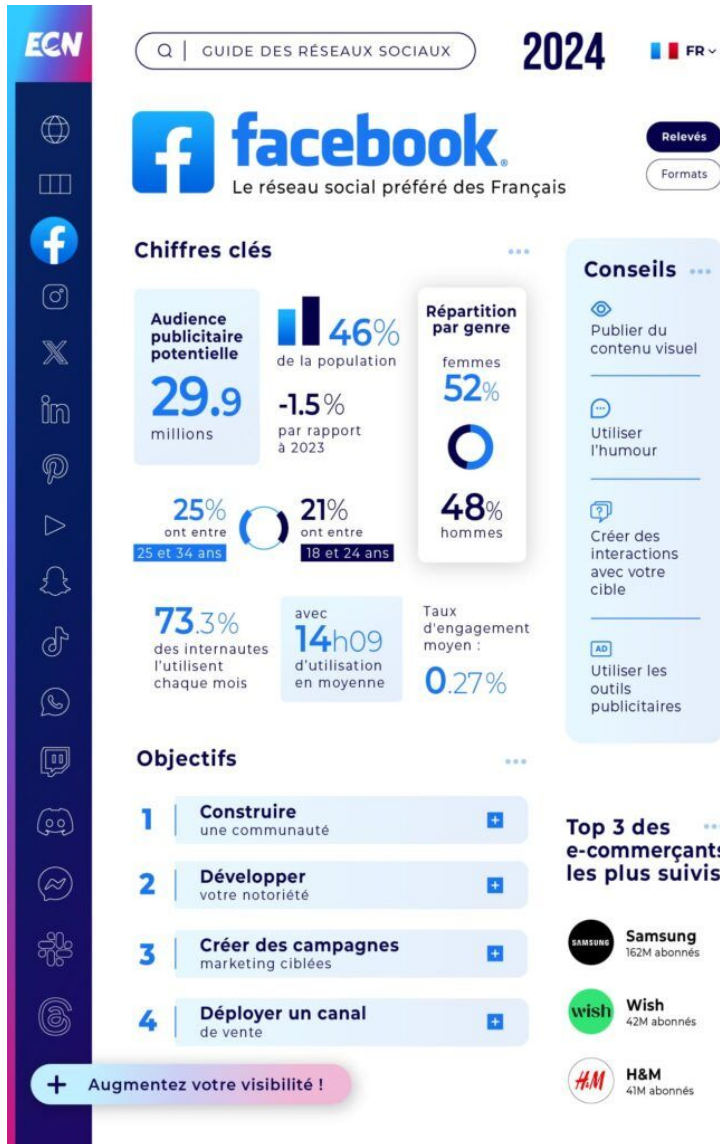 ECN
GUIDE DES RÉSEAUX SOCIAUX
2024
FR
facebook
Le réseau social préféré des Français
Relevés
Formats
Chiffres clés
Audience
publicitaire
potentielle
29.9
millions
46%
de la population
-1.5%
par rapport
à 2023
Répartition
par genre
femmes
52%
48%
hommes
25%
ont entre
25 et 34 ans
21%
ont entre
18 et 24 ans
73.3%
des internautes
l'utilisent
chaque mois
avec
14h09
d'utilisation
en moyenne
Taux
d'engagement
moyen :
0.27%
Conseils
Publier du
contenu visuel
Utiliser
l'humour
Créer des
interactions
avec votre
cible
AD
Utiliser les
outils
publicitaires
Objectifs
1 Construire
une communauté
2 Développer
votre notoriété
3 Créer des campagnes
marketing ciblées
4 Déployer un canal
de vente
Top 3 des
e-commerçants
les plus suivis
SAMSUNG
Samsung
162M abonnés
wish
Wish
42M abonnés
H&M
H&M
41M abonnés
+ Augmentez votre visibilité !